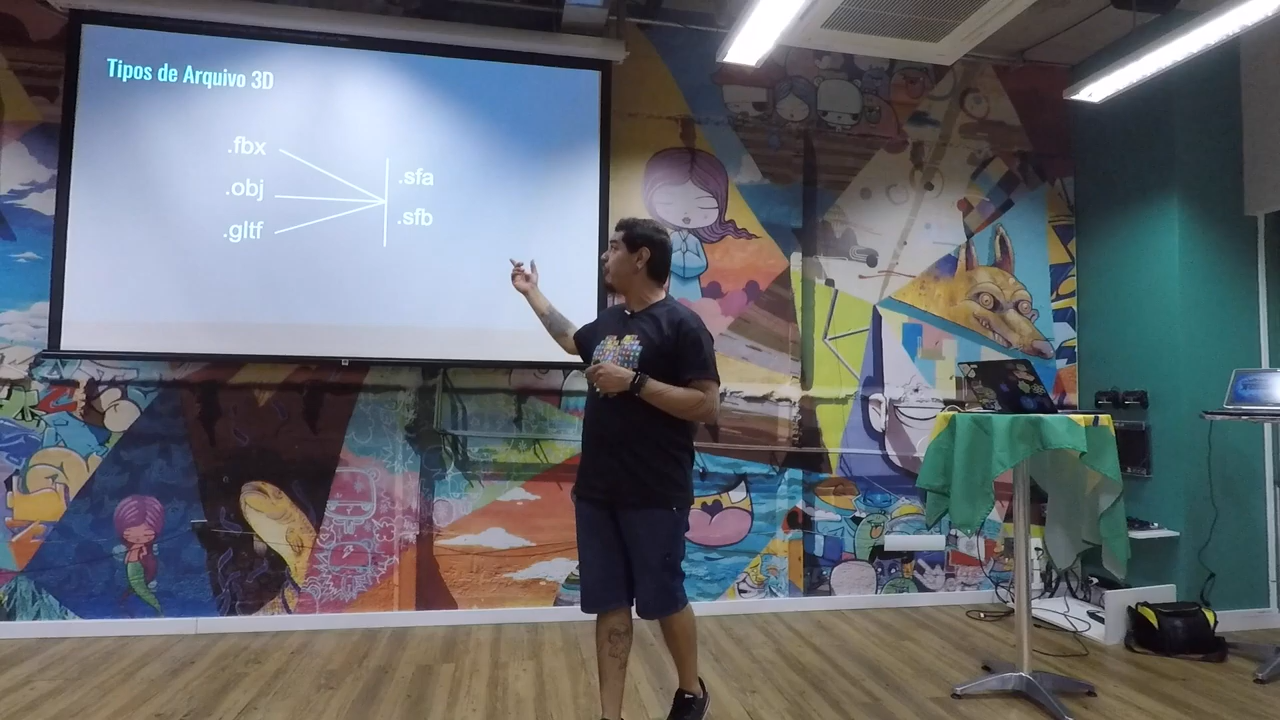 Tipos de Arquivo 3D
.fbx
.obj
.gltf
.sfa
.sfb